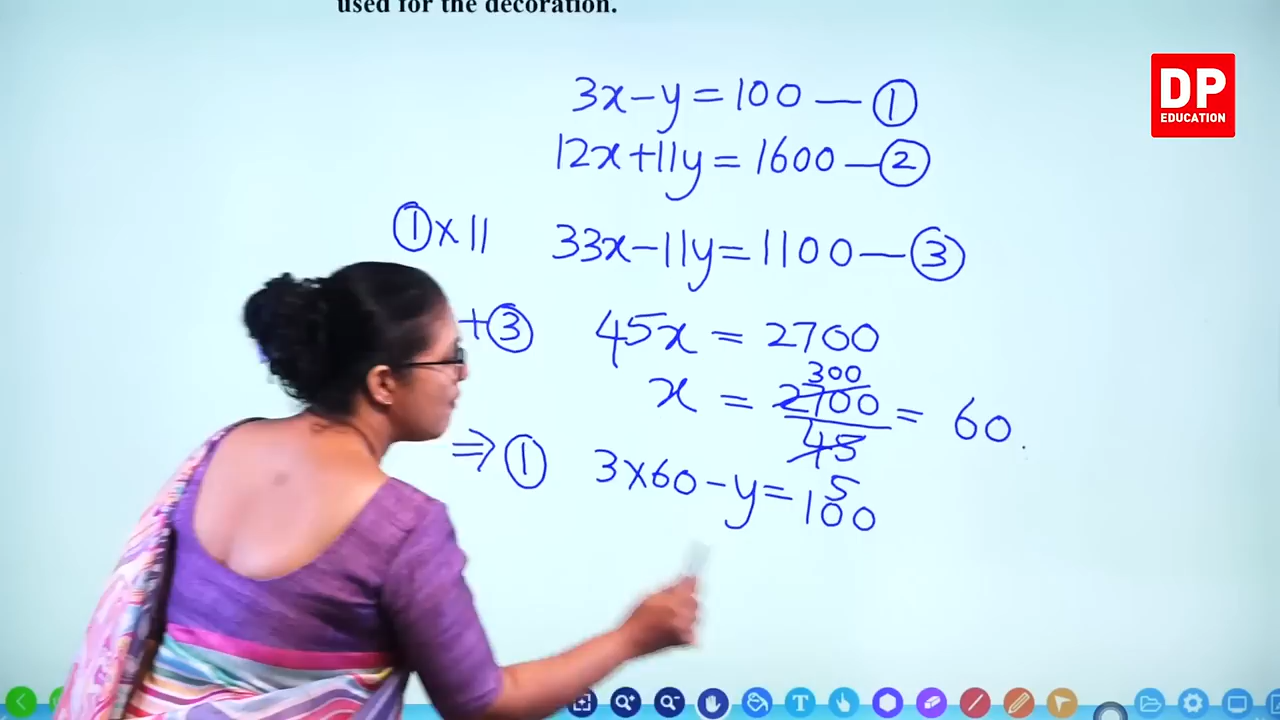 used for the decoration.
DP
EDUCATION
3x-y=100 — ①
12x+11y=1600 — ②
①×11 33x-11y=1100 — ③
+③ 45x = 2700
x = 2700/45 = 60.
300
5
⇒① 3×60-y=100
T